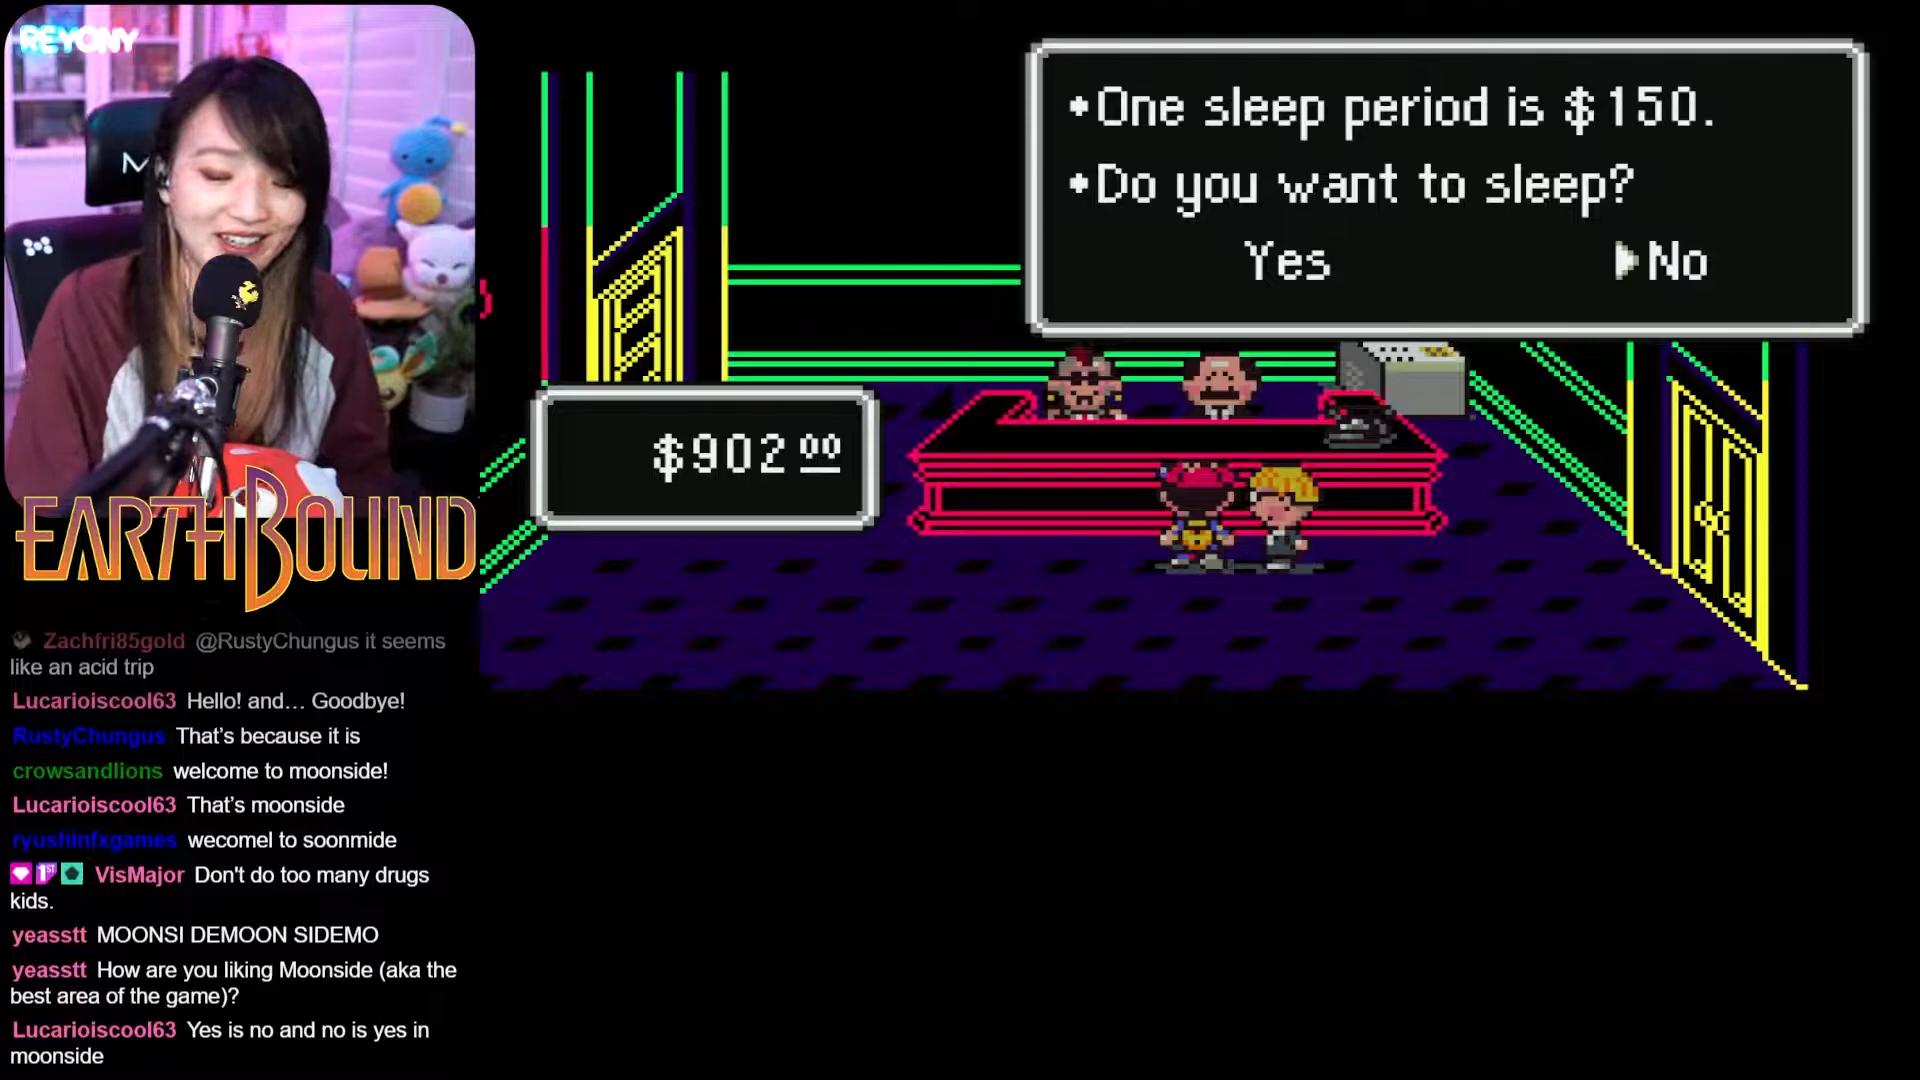 REYONY
•One sleep period is $150.
•Do you want to sleep?
Yes
No
$902 00
EARTHBOUND
Zachfri85gold @RustyChungus it seems
like an acid trip
Lucarioiscool63 Hello! and… Goodbye!
RustyChungus That's because it is
crowsandlions welcome to moonside!
Lucarioiscool63 That's moonside
ryushinfxgames wecomel to soonmide
1ST VisMajor Don't do too many drugs
kids.
yeasstt MOONSI DEMOON SIDEMO
yeasstt How are you liking Moonside (aka the
best area of the game)?
Lucarioiscool63 Yes is no and no is yes in
moonside